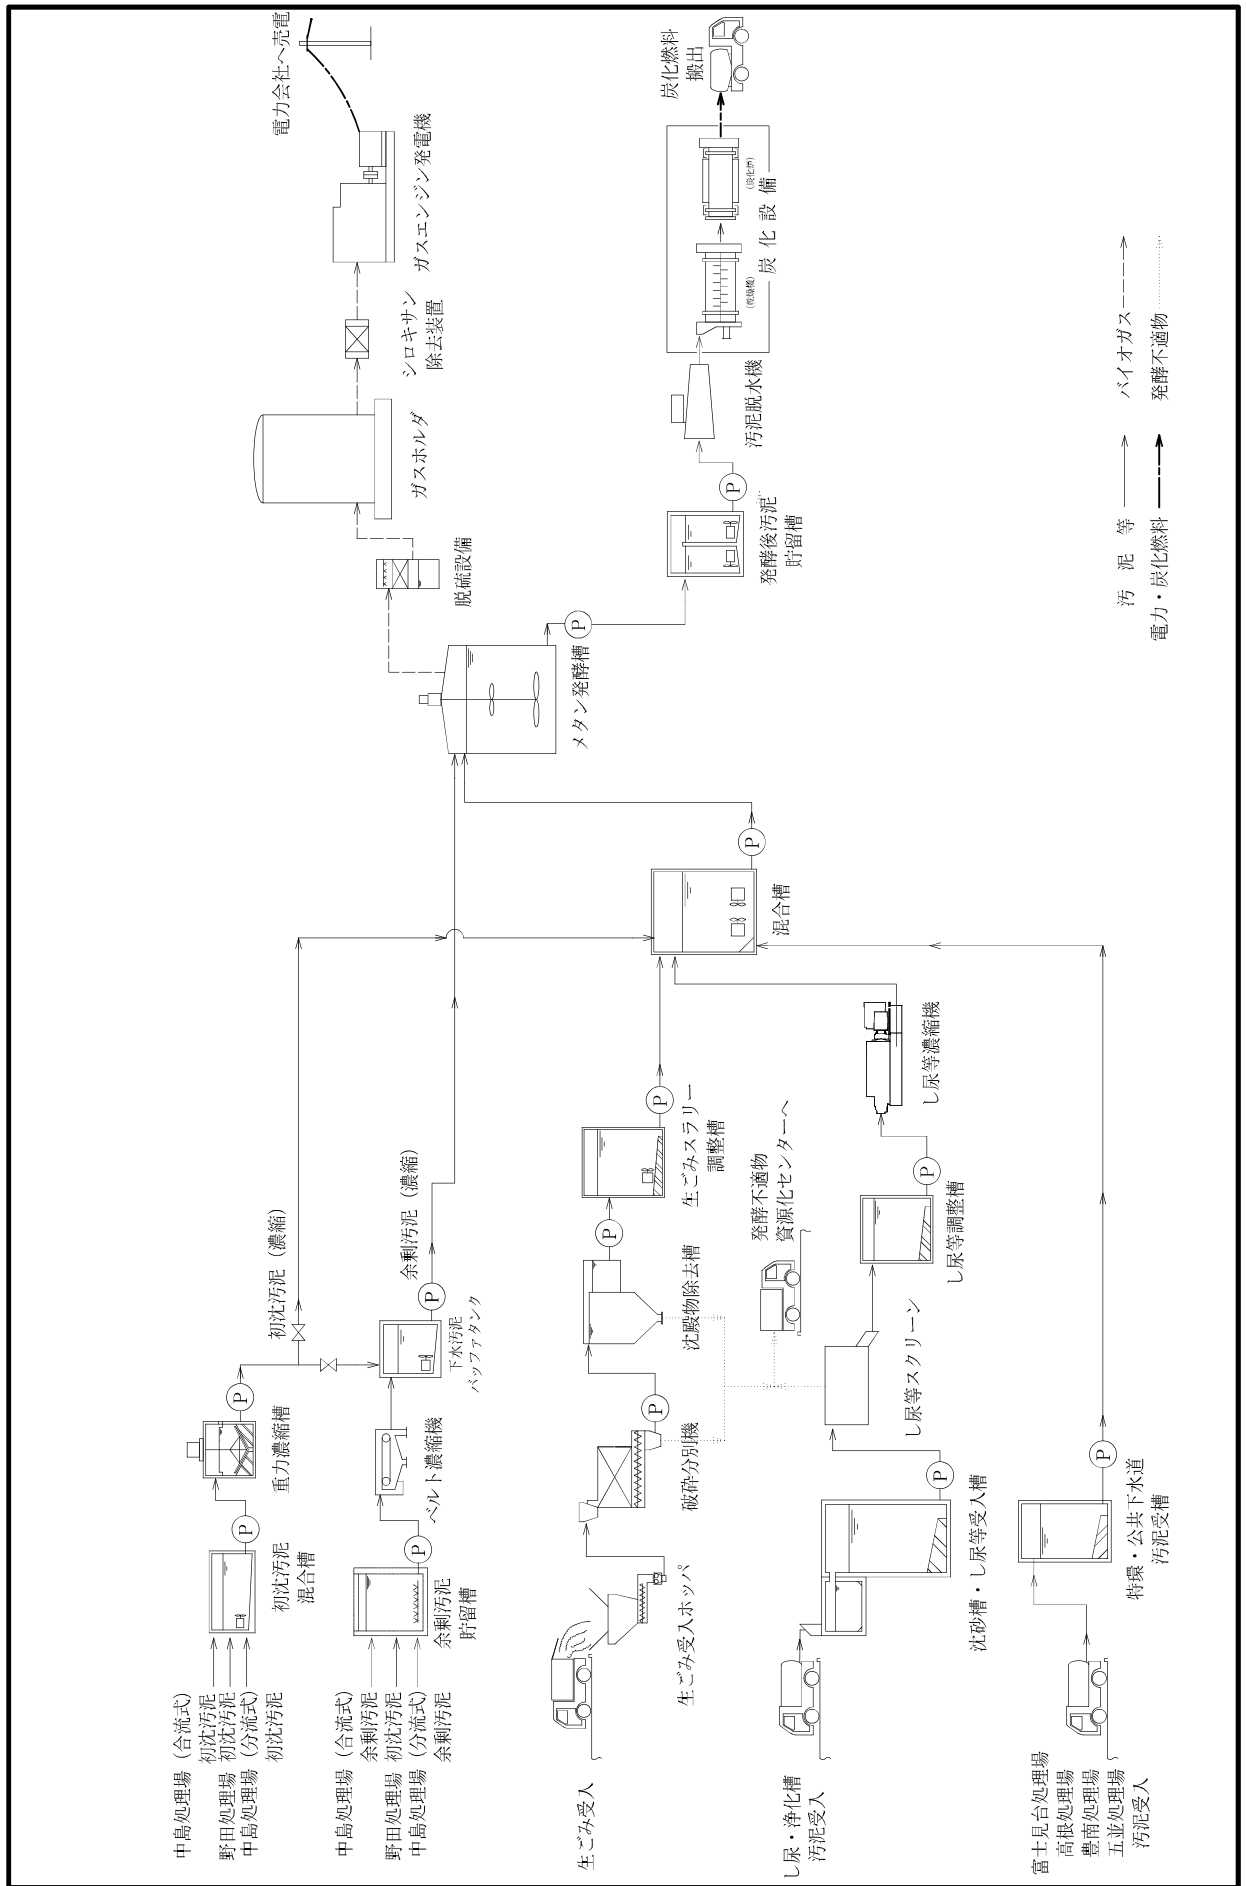 中島処理場(合流式)
初沈汚泥
野田処理場 初沈汚泥
中島処理場(分流式)
初沈汚泥
初沈汚泥
混合槽
P
重力濃縮槽
P
初沈汚泥(濃縮)
中島処理場(合流式)
余剰汚泥
野田処理場 初沈汚泥
中島処理場(分流式)
余剰汚泥
余剰汚泥
貯留槽
P
ベルト濃縮機
下水汚泥
バッファタンク
P
余剰汚泥(濃縮)
生ごみ受入
生ごみ受入ホッパ
破砕分別機
P
沈殿物除去槽
P
生ごみスラリー
調整槽
P
発酵不適物
資源化センターへ
し尿・浄化槽
汚泥受入
沈砂槽・し尿等受入槽
P
し尿等スクリーン
し尿等調整槽
P
し尿等濃縮機
富士見台処理場
高根処理場
豊南処理場
五並処理場
汚泥受入
特環・公共下水道
汚泥受槽
P
混合槽
P
メタン発酵槽
P
脱硫設備
ガスホルダ
シロキサン
除去装置
ガスエンジン発電機
電力会社へ売電
発酵後汚泥
貯留槽
P
汚泥脱水機
(乾燥機)
(炭化炉)
炭化設備
炭化燃料
搬出
汚泥等
バイオガス
電力・炭化燃料
発酵不適物